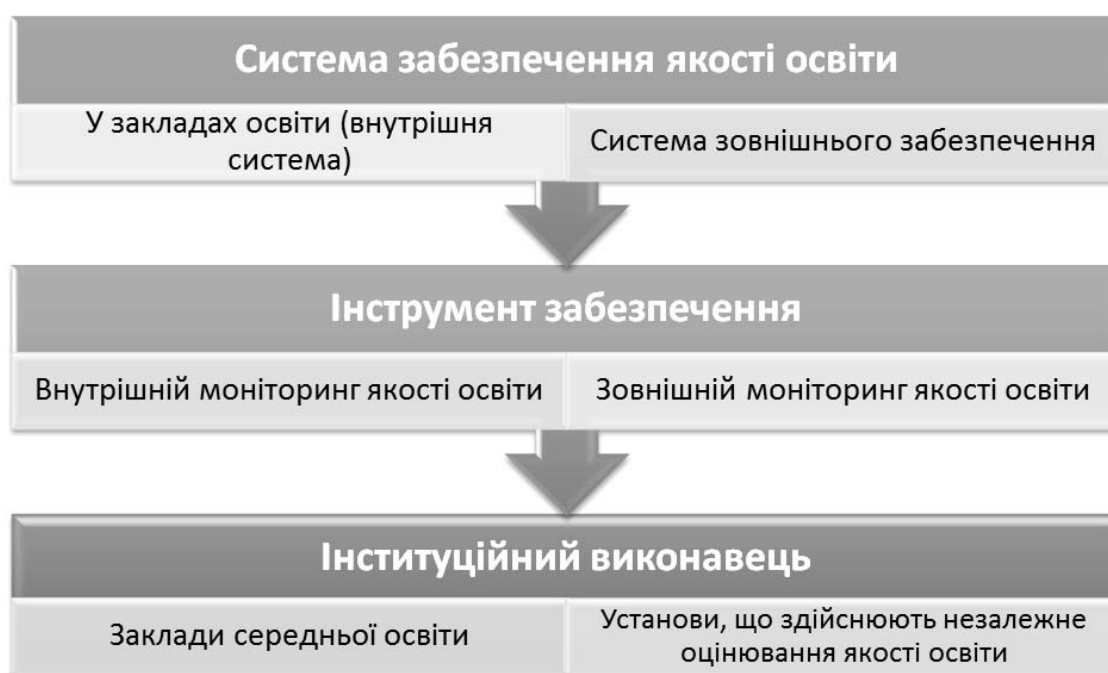 Система забезпечення якості освіти
У закладах освіти (внутрішня
система)
Система зовнішнього забезпечення
Інструмент забезпечення
Внутрішній моніторинг якості освіти
Зовнішній моніторинг якості освіти
Інституційний виконавець
Заклади середньої освіти
Установи, що здійснюють незалежне
оцінювання якості освіти